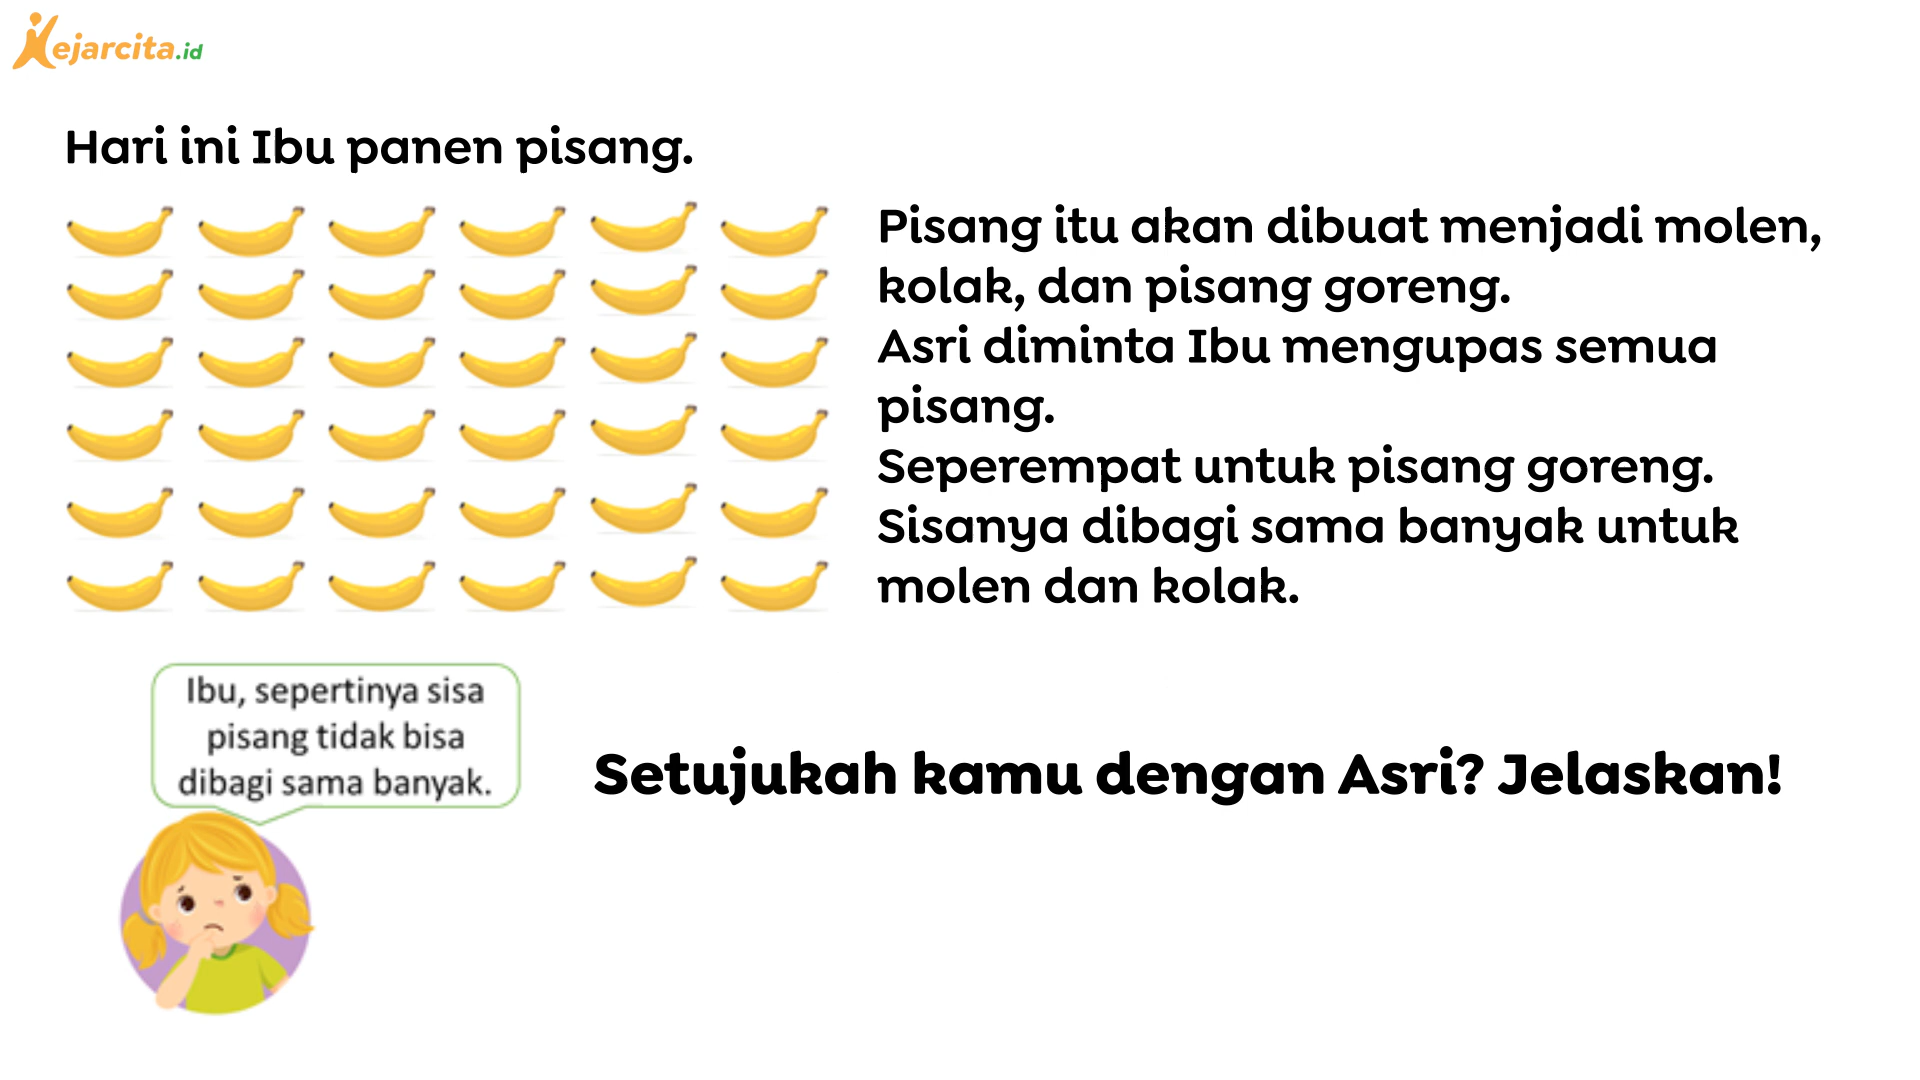 Kejarcita.id
Hari ini Ibu panen pisang.
Pisang itu akan dibuat menjadi molen,
kolak, dan pisang goreng.
Asri diminta Ibu mengupas semua
pisang.
Seperempat untuk pisang goreng.
Sisanya dibagi sama banyak untuk
molen dan kolak.
Ibu, sepertinya sisa
pisang tidak bisa
dibagi sama banyak.
Setujukah kamu dengan Asri? Jelaskan!